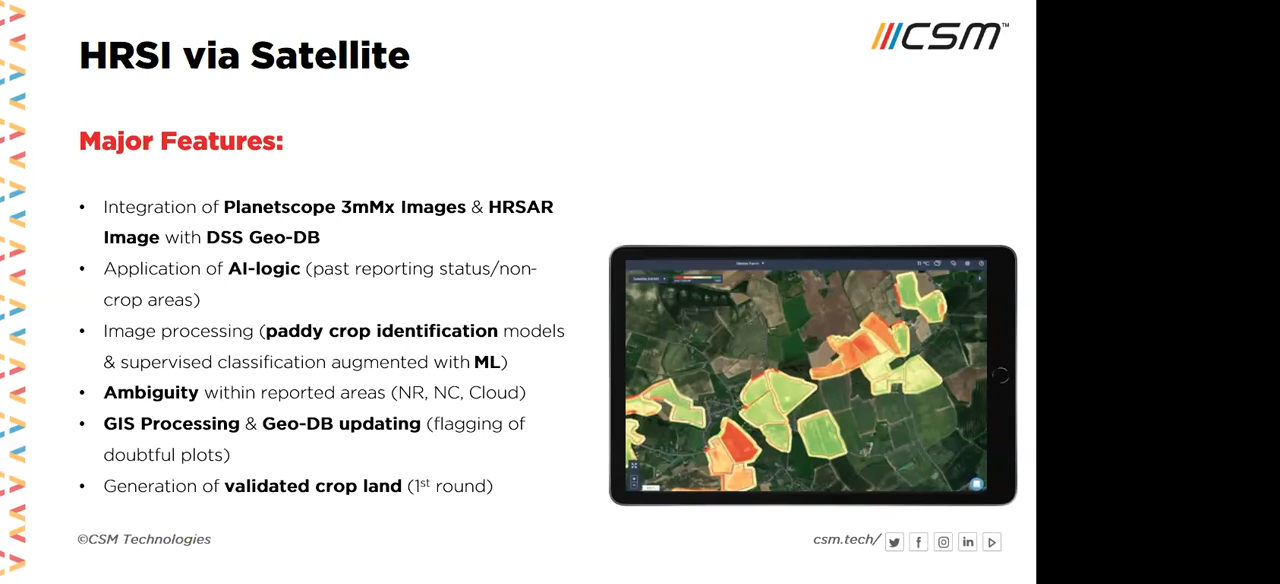 CSM™
HRSI via Satellite
Major Features:
• Integration of Planetscope 3mMx Images & HRSAR
Image with DSS Geo-DB
• Application of AI-logic (past reporting status/non-
crop areas)
• Image processing (paddy crop identification models
& supervised classification augmented with ML)
• Ambiguity within reported areas (NR, NC, Cloud)
• GIS Processing & Geo-DB updating (flagging of
doubtful plots)
• Generation of validated crop land (1st round)
©CSM Technologies
csm.tech/